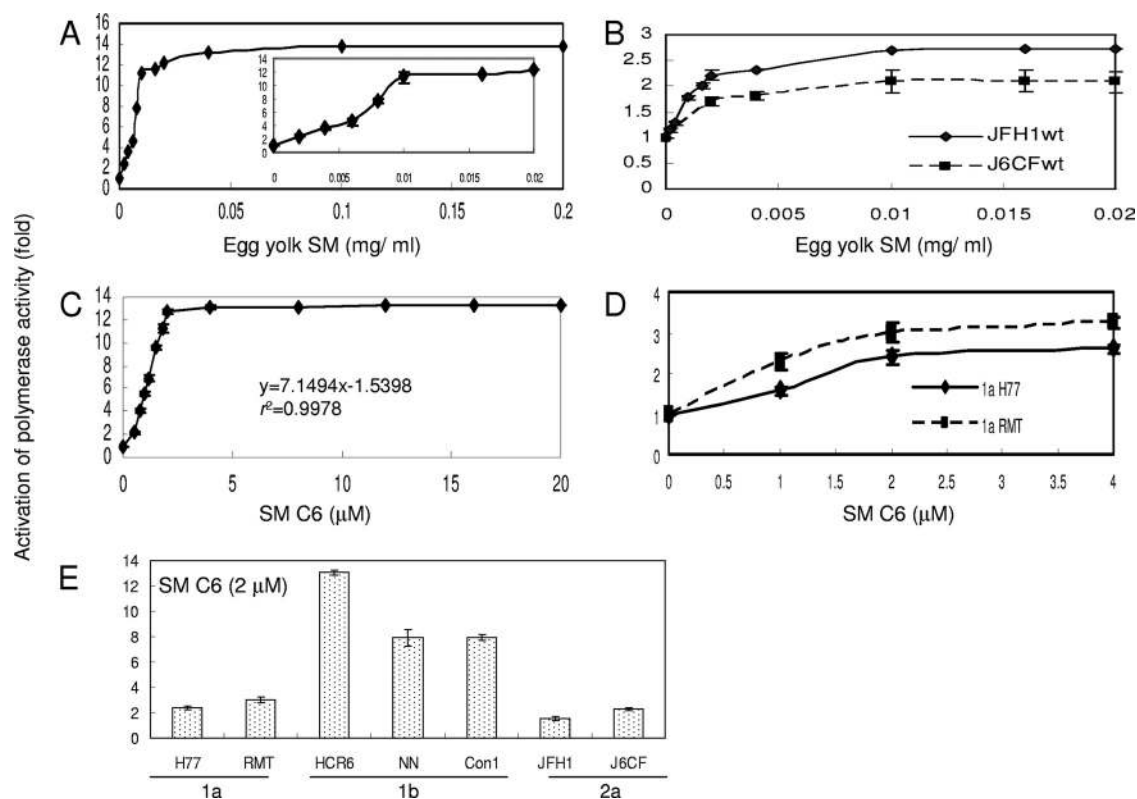 Activation of polymerase activity (fold)
A
16
14
12
10
8
6
4
2
0
0 0.05 0.1 0.15 0.2
Egg yolk SM (mg/ ml)
14
12
10
8
6
4
2
0
0 0.005 0.01 0.015 0.02
B
3
2.5
2
1.5
1
0.5
0
0 0.005 0.01 0.015 0.02
Egg yolk SM (mg/ ml)
JFH1wt
J6CFwt
C
14
12
10
8
6
4
2
0
0 5 10 15 20
SM C6 (µM)
y=7.1494x-1.5398
r²=0.9978
D
4
3
2
1
0
0 0.5 1 1.5 2 2.5 3 3.5 4
SM C6 (µM)
1a H77
1a RMT
E
14
12
10
8
6
4
2
0
SM C6 (2 µM)
H77 RMT HCR6 NN Con1 JFH1 J6CF
1a 1b 2a